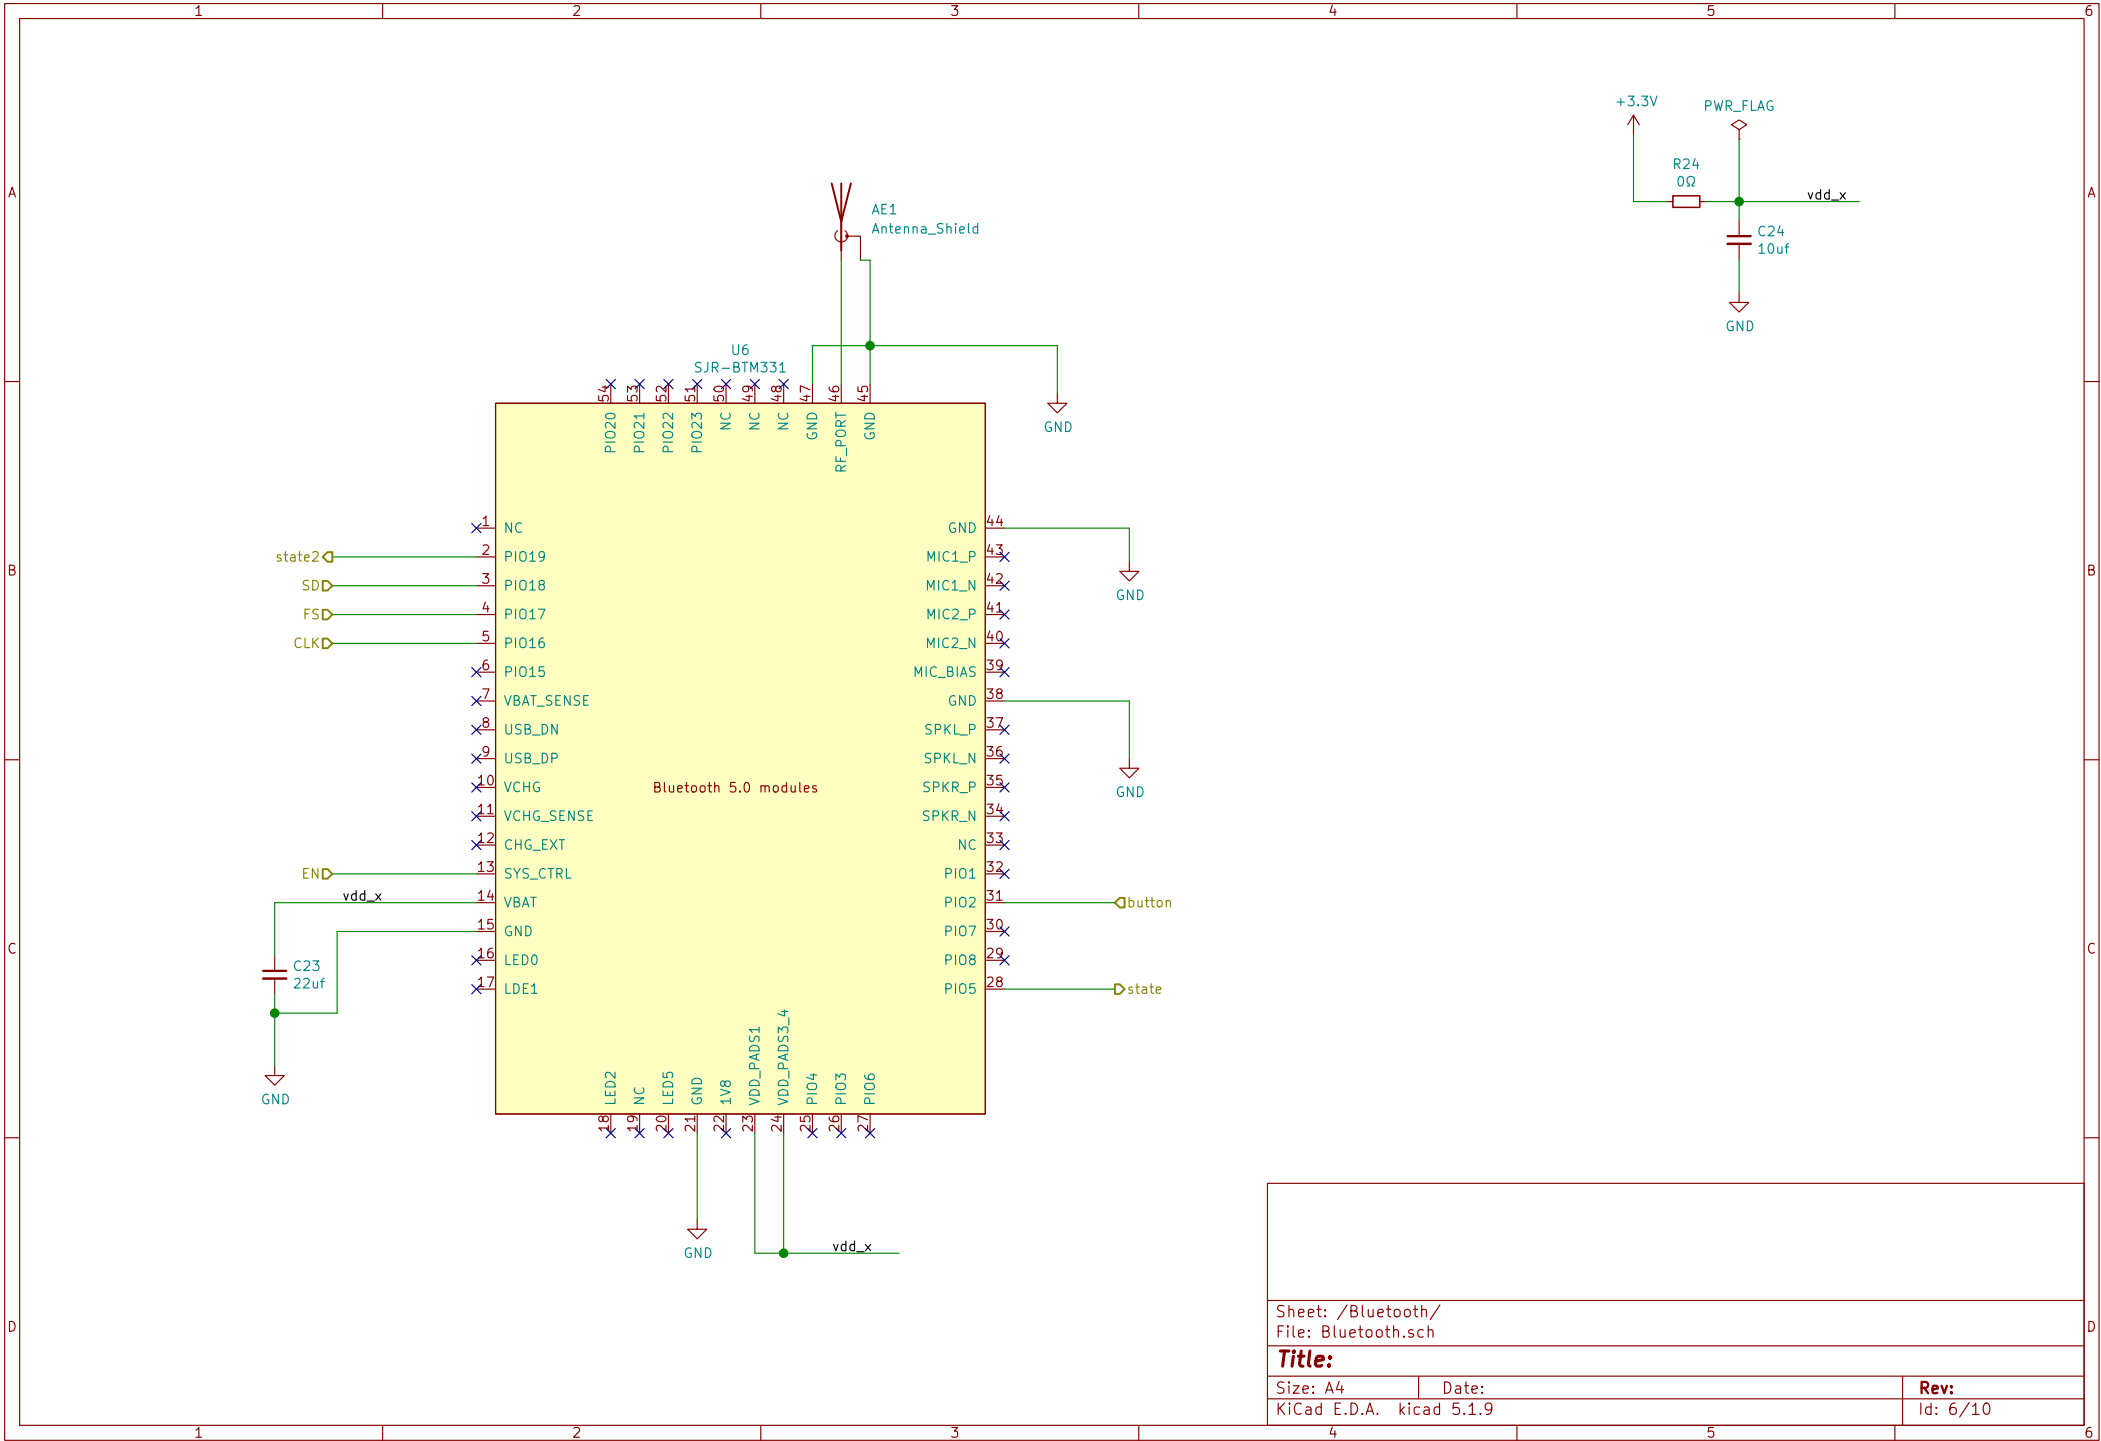 1 2 3 4 5 6
A
B
C
D
+3.3V
PWR_FLAG
R24
0Ω
vdd_x
C24
10uf
GND
AE1
Antenna_Shield
GND
U6
SJR-BTM331
54 53 52 51 50 49 48 47 46 45
PIO20 PIO21 PIO22 PIO23 NC NC NC GND RF_PORT GND
1 NC
state2 2 PIO19
SD 3 PIO18
FS 4 PIO17
CLK 5 PIO16
6 PIO15
7 VBAT_SENSE
8 USB_DN
9 USB_DP
10 VCHG
11 VCHG_SENSE
12 CHG_EXT
EN 13 SYS_CTRL
vdd_x 14 VBAT
15 GND
16 LED0
17 LDE1
C23
22uf
GND
Bluetooth 5.0 modules
GND 44
GND
MIC1_P 43
MIC1_N 42
MIC2_P 41
MIC2_N 40
MIC_BIAS 39
GND 38
GND
SPKL_P 37
SPKL_N 36
SPKR_P 35
SPKR_N 34
NC 33
PIO1 32
PIO2 31 button
PIO7 30
PIO8 29
PIO5 28 state
LED2 NC LED5 GND 1V8 VDD_PADS1 VDD_PADS3_4 PIO4 PIO3 PIO6
18 19 20 21 22 23 24 25 26 27
GND
vdd_x
A
B
C
D
Sheet: /Bluetooth/
File: Bluetooth.sch
Title:
Size: A4 Date: Rev:
KiCad E.D.A. kicad 5.1.9 Id: 6/10
1 2 3 4 5 6